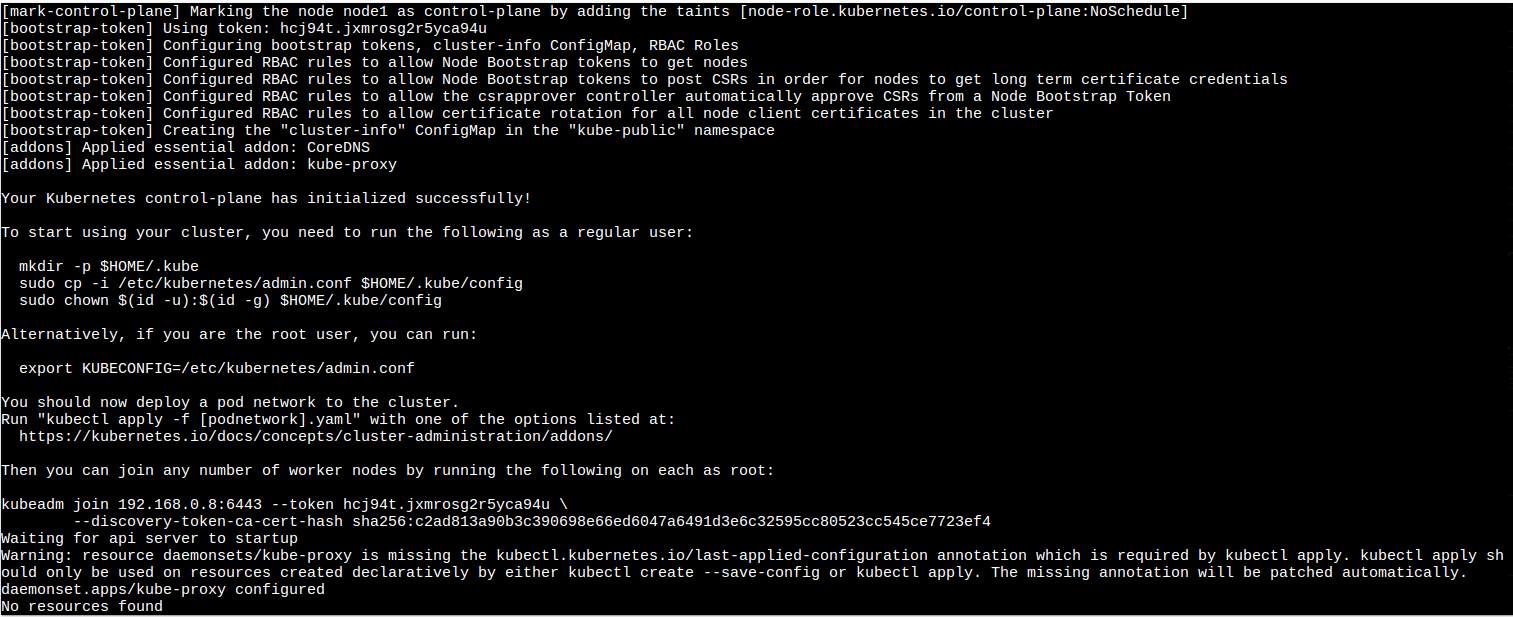 [mark-control-plane] Marking the node node1 as control-plane by adding the taints [node-role.kubernetes.io/control-plane:NoSchedule]
[bootstrap-token] Using token: hcj94t.jxmrosg2r5yca94u
[bootstrap-token] Configuring bootstrap tokens, cluster-info ConfigMap, RBAC Roles
[bootstrap-token] Configured RBAC rules to allow Node Bootstrap tokens to get nodes
[bootstrap-token] Configured RBAC rules to allow Node Bootstrap tokens to post CSRs in order for nodes to get long term certificate credentials
[bootstrap-token] Configured RBAC rules to allow the csrapprover controller automatically approve CSRs from a Node Bootstrap Token
[bootstrap-token] Configured RBAC rules to allow certificate rotation for all node client certificates in the cluster
[bootstrap-token] Creating the "cluster-info" ConfigMap in the "kube-public" namespace
[addons] Applied essential addon: CoreDNS
[addons] Applied essential addon: kube-proxy

Your Kubernetes control-plane has initialized successfully!

To start using your cluster, you need to run the following as a regular user:

  mkdir -p $HOME/.kube
  sudo cp -i /etc/kubernetes/admin.conf $HOME/.kube/config
  sudo chown $(id -u):$(id -g) $HOME/.kube/config

Alternatively, if you are the root user, you can run:

  export KUBECONFIG=/etc/kubernetes/admin.conf

You should now deploy a pod network to the cluster.
Run "kubectl apply -f [podnetwork].yaml" with one of the options listed at:
  https://kubernetes.io/docs/concepts/cluster-administration/addons/

Then you can join any number of worker nodes by running the following on each as root:

kubeadm join 192.168.0.8:6443 --token hcj94t.jxmrosg2r5yca94u \
        --discovery-token-ca-cert-hash sha256:c2ad813a90b3c390698e66ed6047a6491d3e6c32595cc80523cc545ce7723ef4
Waiting for api server to startup
Warning: resource daemonsets/kube-proxy is missing the kubectl.kubernetes.io/last-applied-configuration annotation which is required by kubectl apply. kubectl apply sh
ould only be used on resources created declaratively by either kubectl create --save-config or kubectl apply. The missing annotation will be patched automatically.
daemonset.apps/kube-proxy configured
No resources found